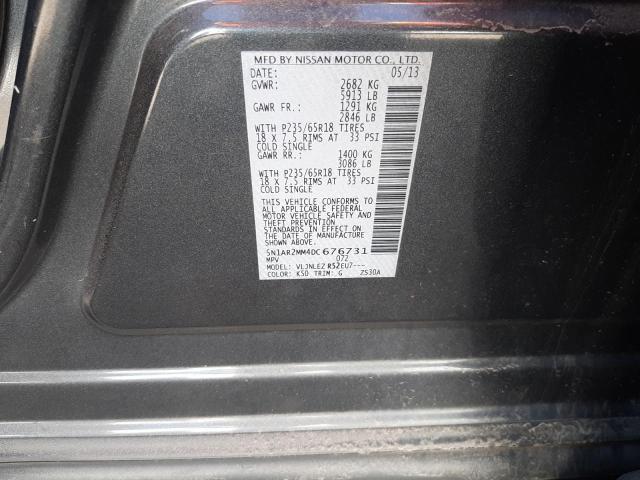 MFD BY NISSAN MOTOR CO., LTD.
DATE: 05/13
GVWR: 2682 KG
5913 LB
GAWR FR.: 1291 KG
2846 LB
WITH P235/65R18 TIRES
18 X 7.5 RIMS AT 33 PSI
COLD SINGLE
GAWR RR.: 1400 KG
3086 LB
WITH P235/65R18 TIRES
18 X 7.5 RIMS AT 33 PSI
COLD SINGLE
THIS VEHICLE CONFORMS TO
ALL APPLICABLE FEDERAL
MOTOR VEHICLE SAFETY AND
THEFT PREVENTION
STANDARDS IN EFFECT ON
THE DATE OF MANUFACTURE
SHOWN ABOVE.
5N1AR2MM4DC676731
MPV 072
MODEL: VLJNLEZ R52EU7---
COLOR: K5D TRIM: G ZS30A